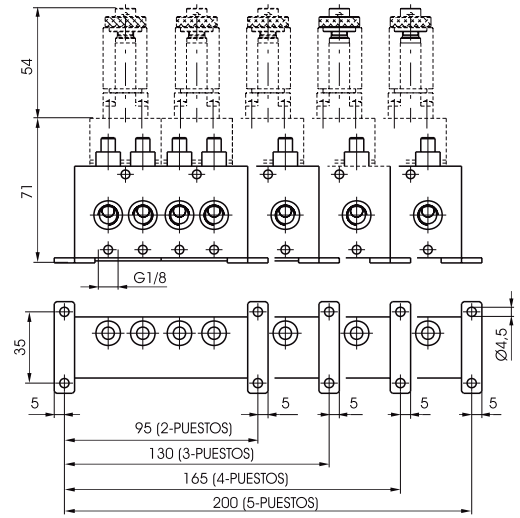 54
71
G1/8
35
Ø4,5
5
5
5
5
5
95 (2-PUESTOS)
130 (3-PUESTOS)
165 (4-PUESTOS)
200 (5-PUESTOS)